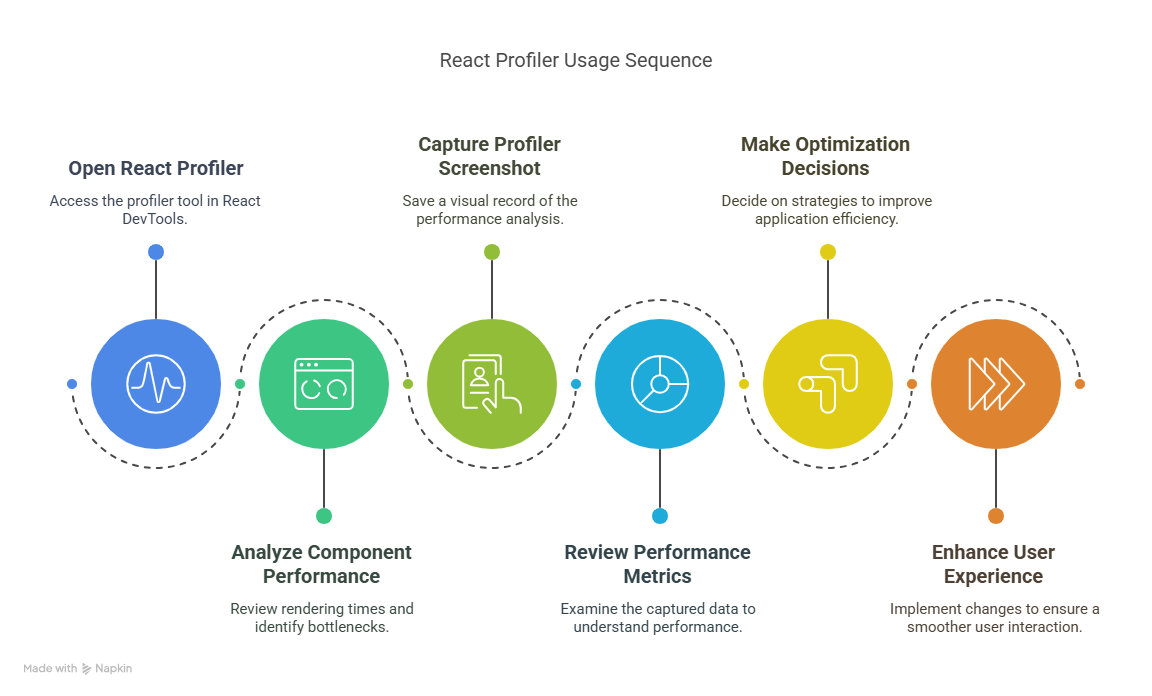 React Profiler Usage Sequence
Open React Profiler
Access the profiler tool in React
DevTools.
Capture Profiler
Screenshot
Save a visual record of the
performance analysis.
Make Optimization
Decisions
Decide on strategies to improve
application efficiency.
Analyze Component
Performance
Review rendering times and
identify bottlenecks.
Review Performance
Metrics
Examine the captured data to
understand performance.
Enhance User
Experience
Implement changes to ensure a
smoother user interaction.
Made with Napkin